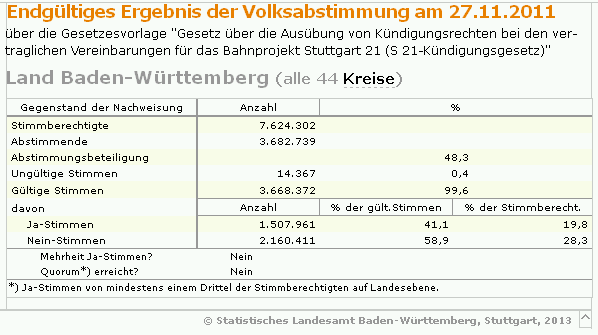 Endgültiges Ergebnis der Volksabstimmung am 27.11.2011
über die Gesetzesvorlage "Gesetz über die Ausübung von Kündigungsrechten bei den ver-
traglichen Vereinbarungen für das Bahnprojekt Stuttgart 21 (S 21-Kündigungsgesetz)"
Land Baden-Württemberg (alle 44 Kreise)
Gegenstand der Nachweisung Anzahl %
Stimmberechtigte 7.624.302
Abstimmende 3.682.739
Abstimmungsbeteiligung 48,3
Ungültige Stimmen 14.367 0,4
Gültige Stimmen 3.668.372 99,6
davon Anzahl % der gült.Stimmen % der Stimmberecht.
Ja-Stimmen 1.507.961 41,1 19,8
Nein-Stimmen 2.160.411 58,9 28,3
Mehrheit Ja-Stimmen? Nein
Quorum*) erreicht? Nein
*) Ja-Stimmen von mindestens einem Drittel der Stimmberechtigten auf Landesebene.
© Statistisches Landesamt Baden-Württemberg, Stuttgart, 2013